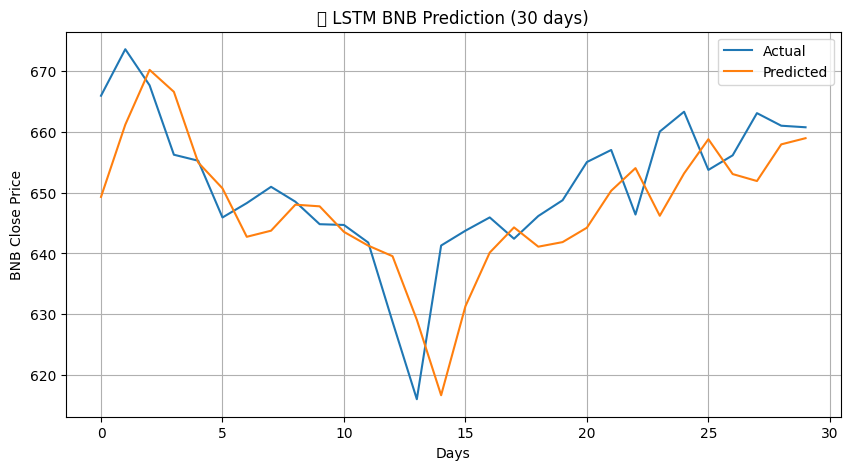 LSTM BNB Prediction (30 days)
Actual
Predicted
BNB Close Price
670
660
650
640
630
620
0 5 10 15 20 25 30
Days